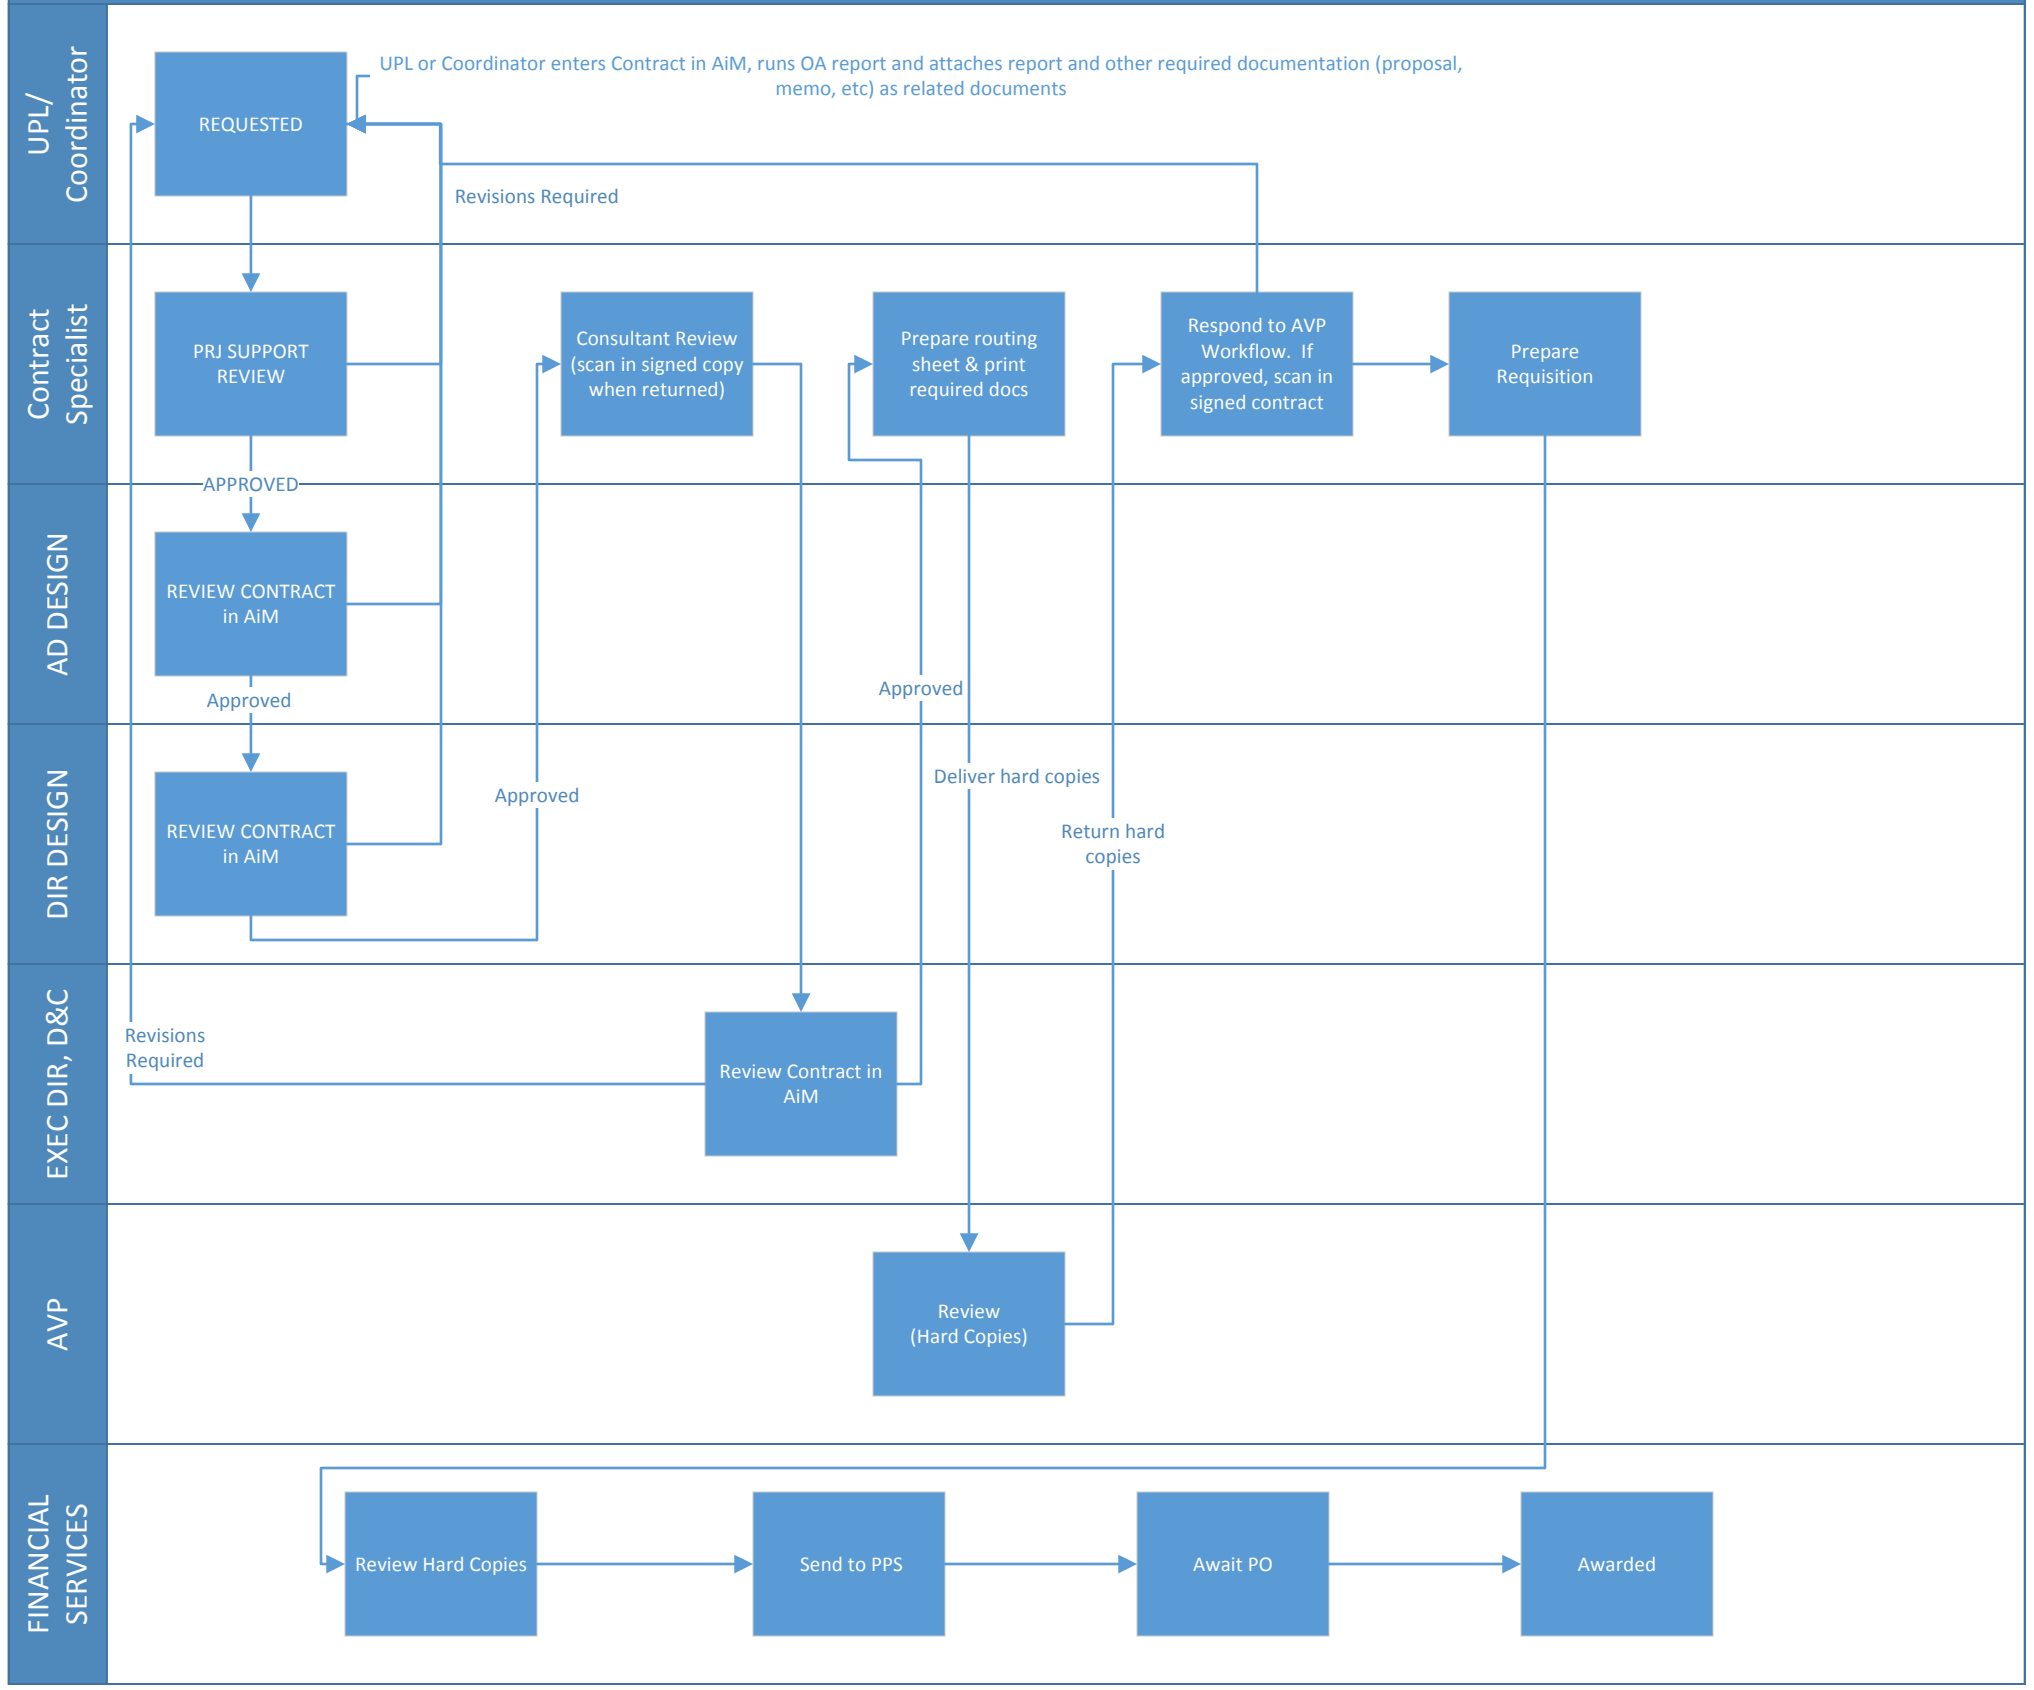 UPL/
Coordinator
UPL or Coordinator enters Contract in AiM, runs OA report and attaches report and other required documentation (proposal,
memo, etc) as related documents
REQUESTED
Revisions Required
Contract
Specialist
PRJ SUPPORT
REVIEW
Consultant Review
(scan in signed copy
when returned)
Prepare routing
sheet & print
required docs
Respond to AVP
Workflow.  If
approved, scan in
signed contract
Prepare
Requisition
APPROVED
AD DESIGN
REVIEW CONTRACT
in AiM
Approved
Approved
DIR DESIGN
REVIEW CONTRACT
in AiM
Approved
Deliver hard copies
Return hard
copies
EXEC DIR, D&C
Revisions
Required
Review Contract in
AiM
AVP
Review
(Hard Copies)
FINANCIAL
SERVICES
Review Hard Copies
Send to PPS
Await PO
Awarded